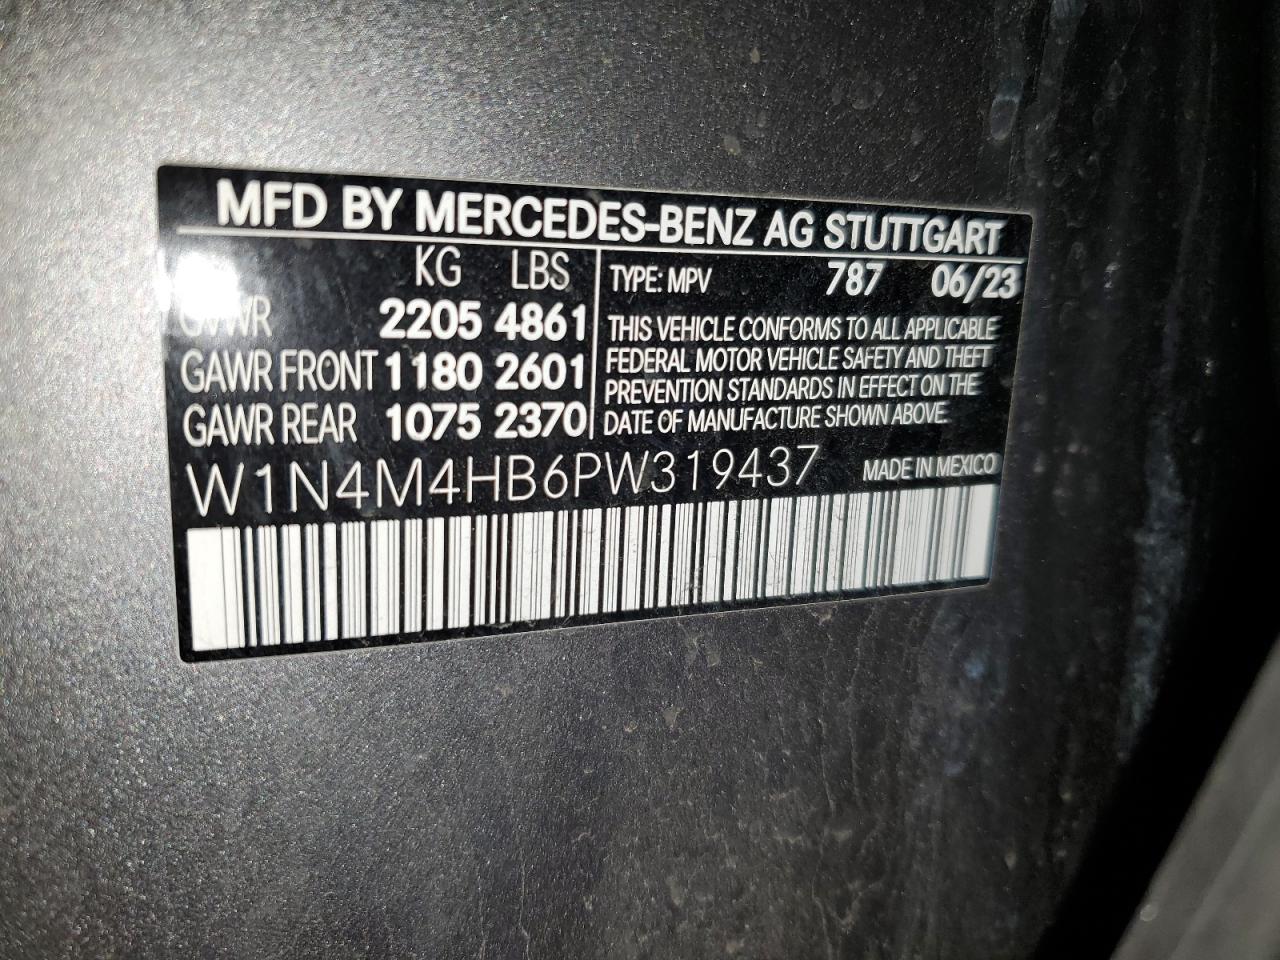 MFD BY MERCEDES-BENZ AG STUTTGART
KG LBS
GVWR 2205 4861
GAWR FRONT 1180 2601
GAWR REAR 1075 2370
TYPE: MPV 787 06/23
THIS VEHICLE CONFORMS TO ALL APPLICABLE
FEDERAL MOTOR VEHICLE SAFETY AND THEFT
PREVENTION STANDARDS IN EFFECT ON THE
DATE OF MANUFACTURE SHOWN ABOVE.
W1N4M4HB6PW319437 MADE IN MEXICO